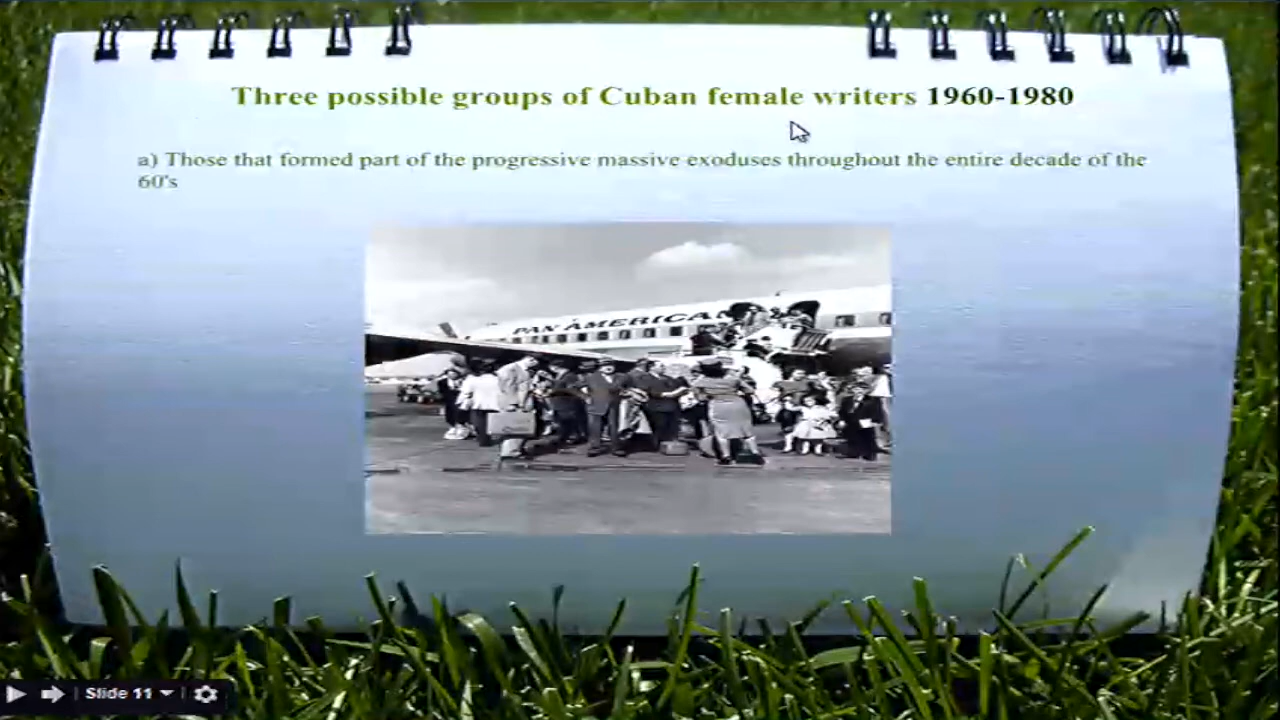 Three possible groups of Cuban female writers 1960-1980
a) Those that formed part of the progressive massive exoduses throughout the entire decade of the
60's
PAN AMERICAN
Slide 11